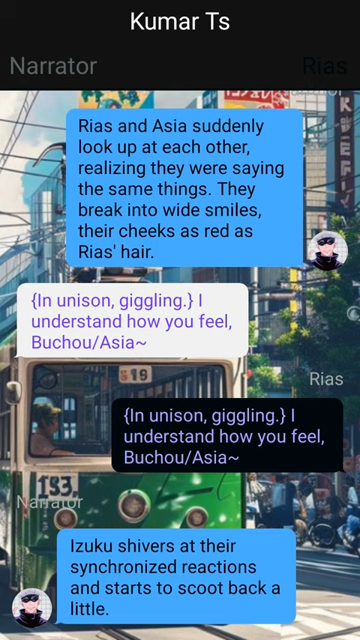 Kumar Ts
Narrator
Rias
Rias and Asia suddenly
look up at each other,
realizing they were saying
the same things. They
break into wide smiles,
their cheeks as red as
Rias' hair.
{In unison, giggling.} I
understand how you feel,
Buchou/Asia~
Rias
{In unison, giggling.} I
understand how you feel,
Buchou/Asia~
193
Narrator
Izuku shivers at their
synchronized reactions
and starts to scoot back a
little.